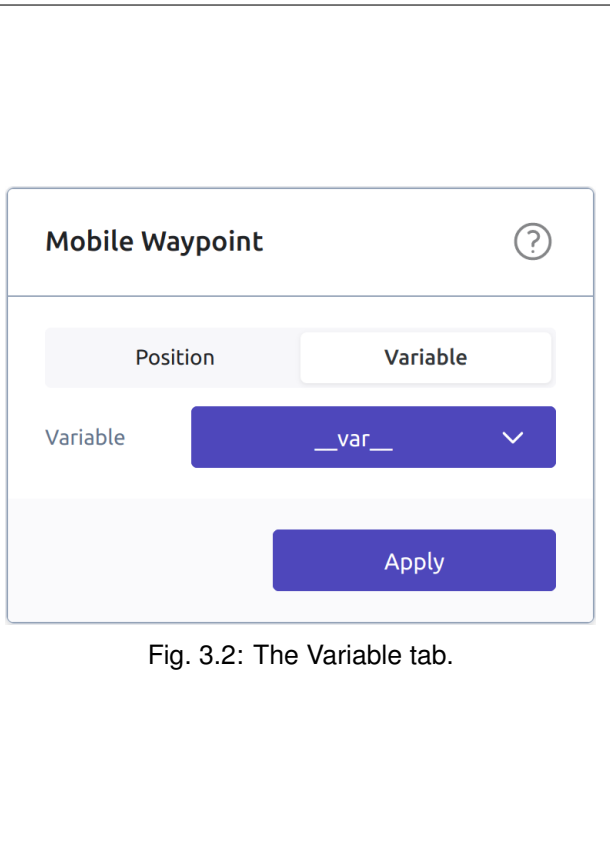 Mobile Waypoint ?
Position Variable
Variable __var__
Apply
Fig. 3.2: The Variable tab.